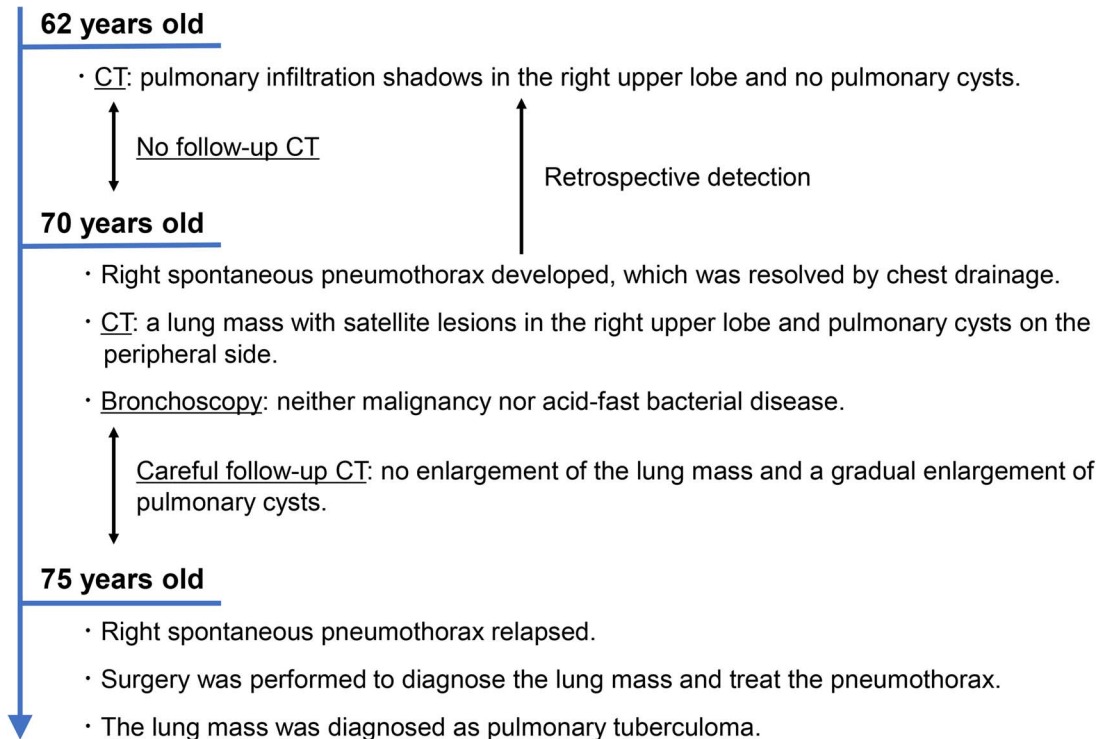 62 years old
・CT: pulmonary infiltration shadows in the right upper lobe and no pulmonary cysts.
No follow-up CT
Retrospective detection
70 years old
・Right spontaneous pneumothorax developed, which was resolved by chest drainage.
・CT: a lung mass with satellite lesions in the right upper lobe and pulmonary cysts on the
peripheral side.
・Bronchoscopy: neither malignancy nor acid-fast bacterial disease.
Careful follow-up CT: no enlargement of the lung mass and a gradual enlargement of
pulmonary cysts.
75 years old
・Right spontaneous pneumothorax relapsed.
・Surgery was performed to diagnose the lung mass and treat the pneumothorax.
・The lung mass was diagnosed as pulmonary tuberculoma.